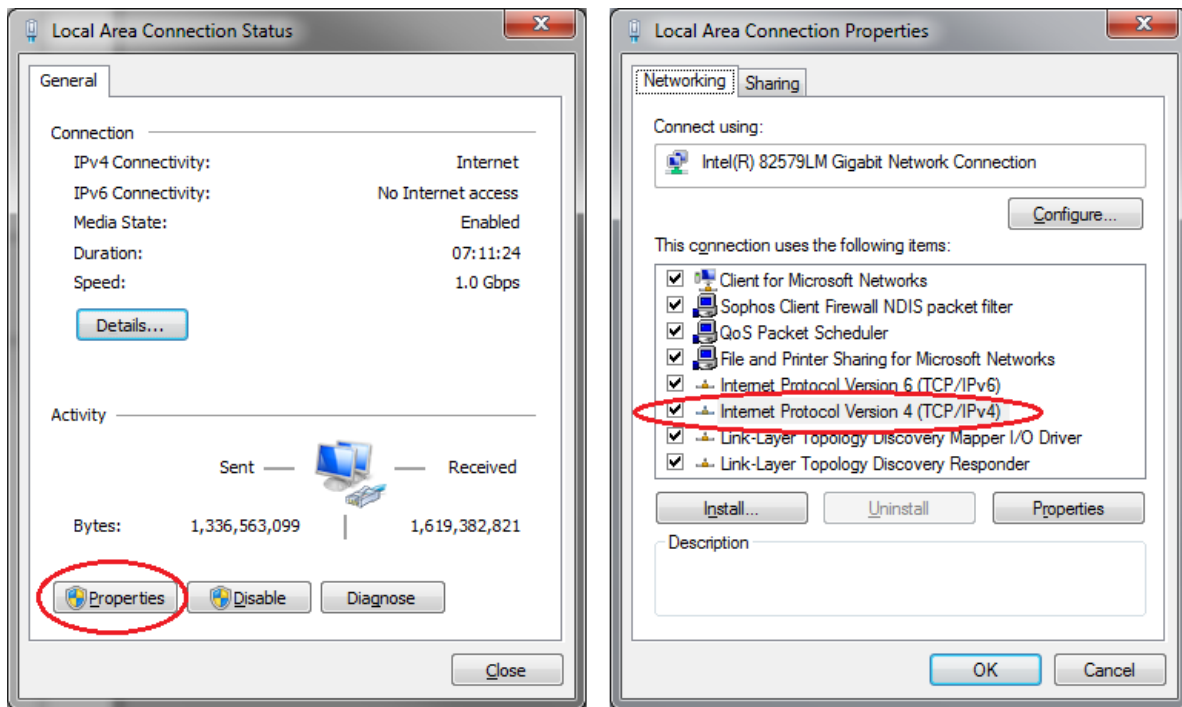 Local Area Connection Status
General
Connection
IPv4 Connectivity: Internet
IPv6 Connectivity: No Internet access
Media State: Enabled
Duration: 07:11:24
Speed: 1.0 Gbps
Details...
Activity
Sent Received
Bytes: 1,336,563,099 1,619,382,821
Properties Disable Diagnose
Close
Local Area Connection Properties
Networking Sharing
Connect using:
Intel(R) 82579LM Gigabit Network Connection
Configure...
This connection uses the following items:
Client for Microsoft Networks
Sophos Client Firewall NDIS packet filter
QoS Packet Scheduler
File and Printer Sharing for Microsoft Networks
Internet Protocol Version 6 (TCP/IPv6)
Internet Protocol Version 4 (TCP/IPv4)
Link-Layer Topology Discovery Mapper I/O Driver
Link-Layer Topology Discovery Responder
Install... Uninstall Properties
Description
OK Cancel